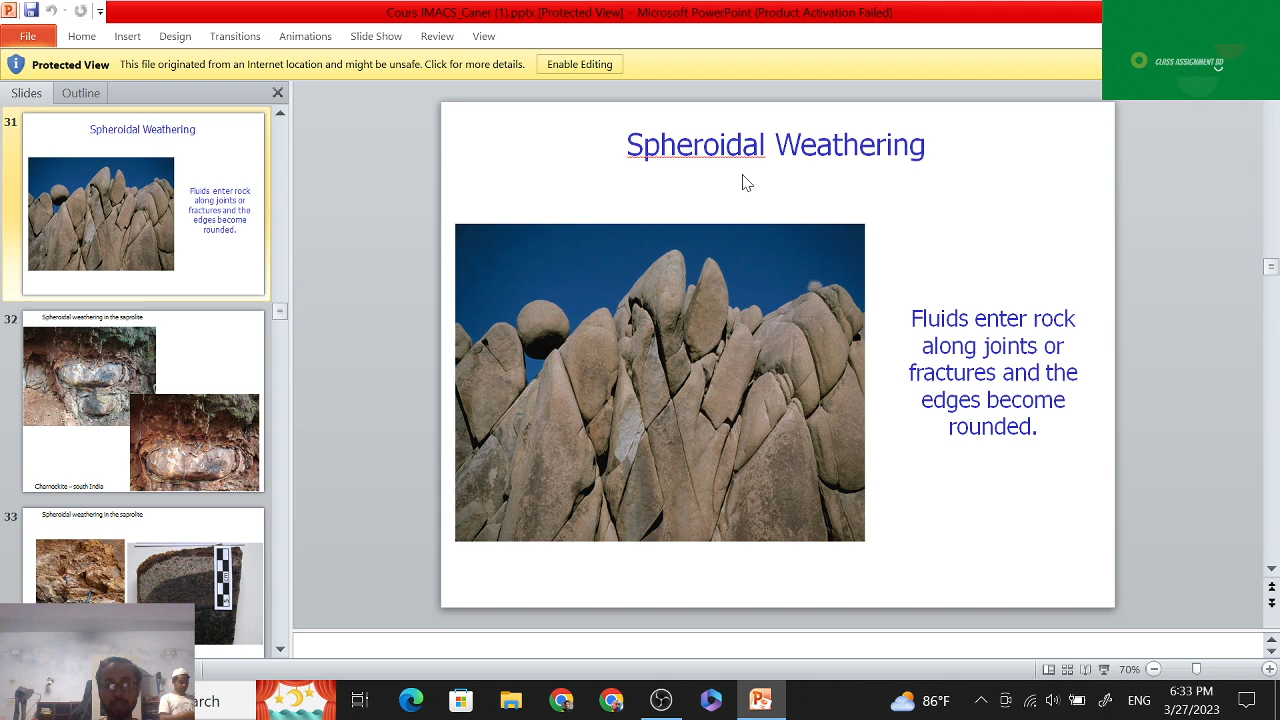 Cours IMACS_Caner (1).pptx [Protected View] - Microsoft PowerPoint (Product Activation Failed)
File Home Insert Design Transitions Animations Slide Show Review View
Protected View This file originated from an Internet location and might be unsafe. Click for more details. Enable Editing
CLASS ASSIGNMENT BD
Slides Outline
31
Spheroidal Weathering
Fluids enter rock
along joints or
fractures and the
edges become
rounded.
32
Spheroidal weathering in the saprolite
Charnockite – south India
33
Spheroidal weathering in the saprolite
Spheroidal Weathering
Fluids enter rock
along joints or
fractures and the
edges become
rounded.
70%
arch
86°F
ENG
6:33 PM
3/27/2023